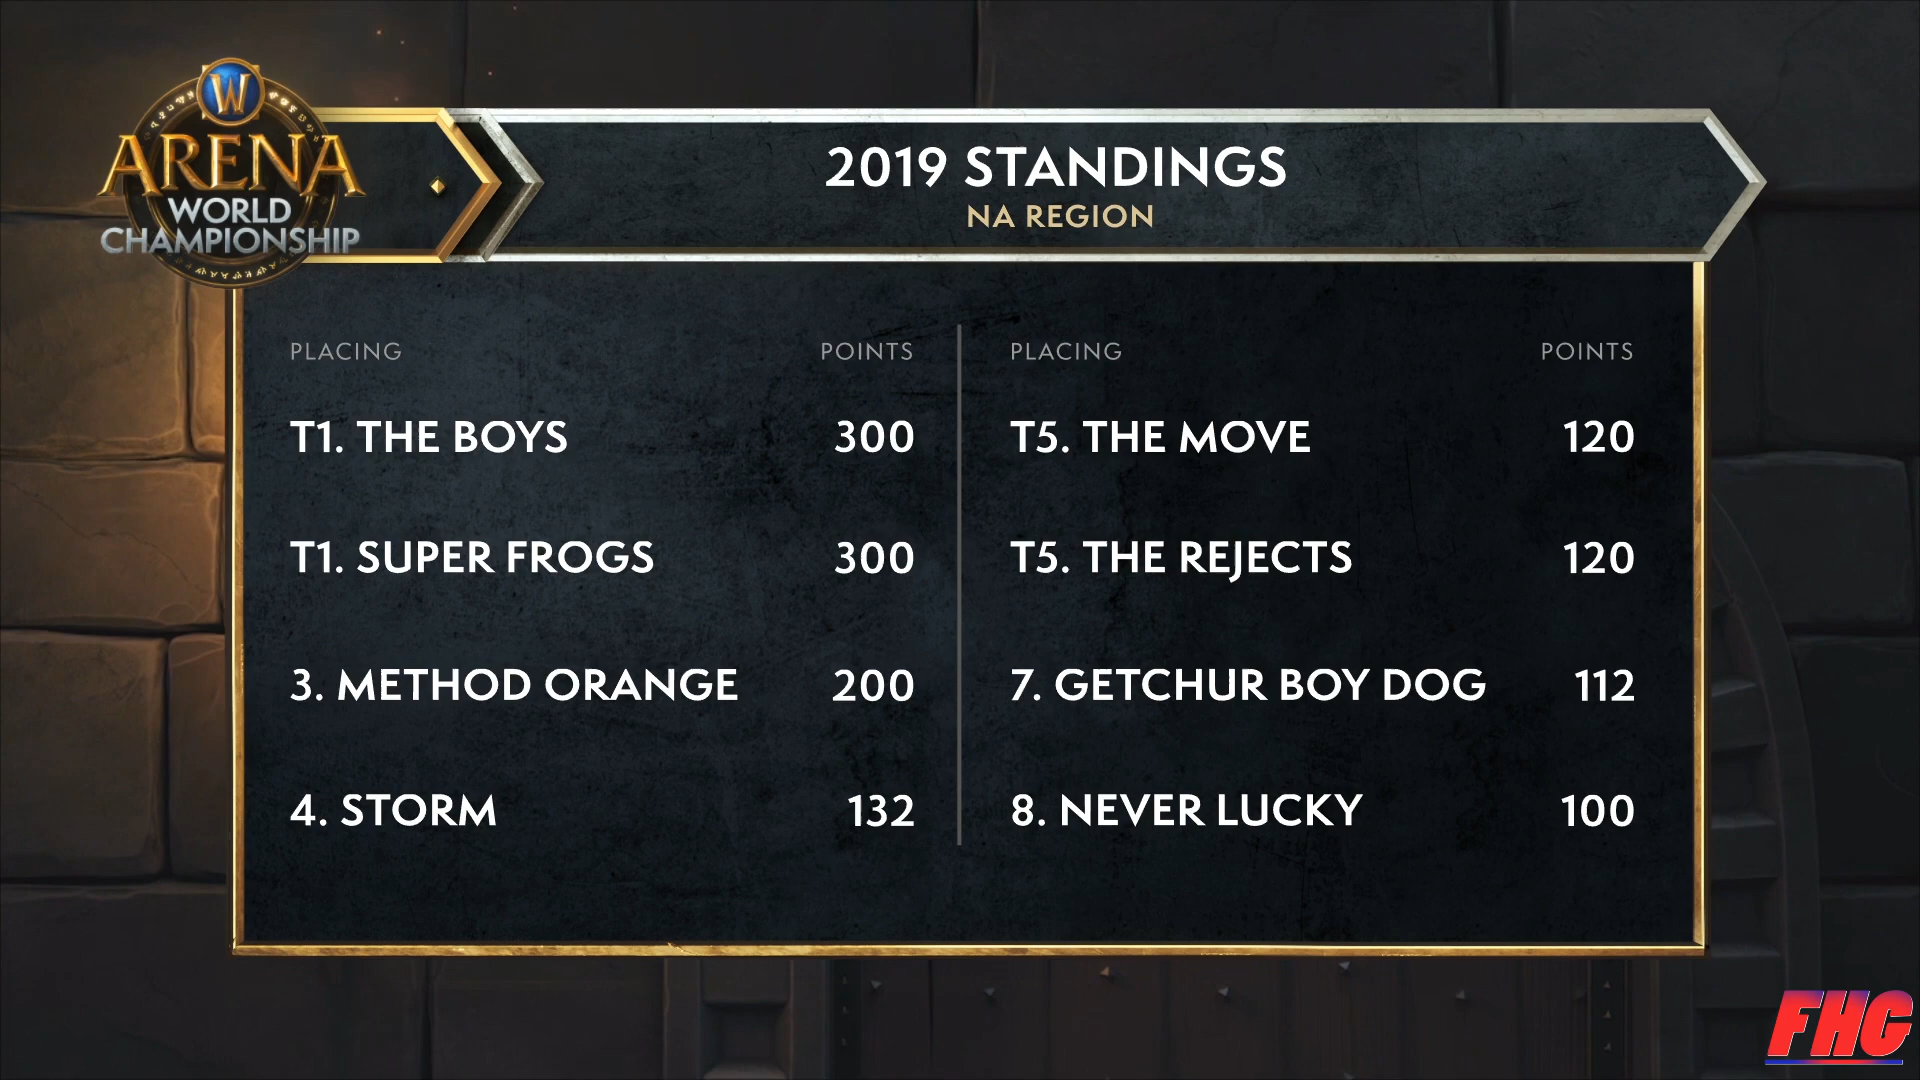 W
ARENA
WORLD
CHAMPIONSHIP
2019 STANDINGS
NA REGION
PLACING POINTS
T1. THE BOYS 300
T1. SUPER FROGS 300
3. METHOD ORANGE 200
4. STORM 132
PLACING POINTS
T5. THE MOVE 120
T5. THE REJECTS 120
7. GETCHUR BOY DOG 112
8. NEVER LUCKY 100
FHG